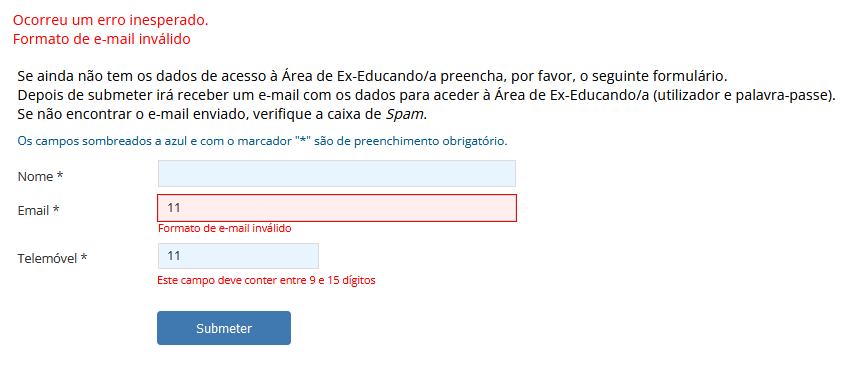 Ocorreu um erro inesperado.
Formato de e-mail inválido
Se ainda não tem os dados de acesso à Área de Ex-Educando/a preencha, por favor, o seguinte formulário.
Depois de submeter irá receber um e-mail com os dados para aceder à Área de Ex-Educando/a (utilizador e palavra-passe).
Se não encontrar o e-mail enviado, verifique a caixa de Spam.
Os campos sombreados a azul e com o marcador "*" são de preenchimento obrigatório.
Nome *
Email * 11
Formato de e-mail inválido
Telemóvel * 11
Este campo deve conter entre 9 e 15 dígitos
Submeter